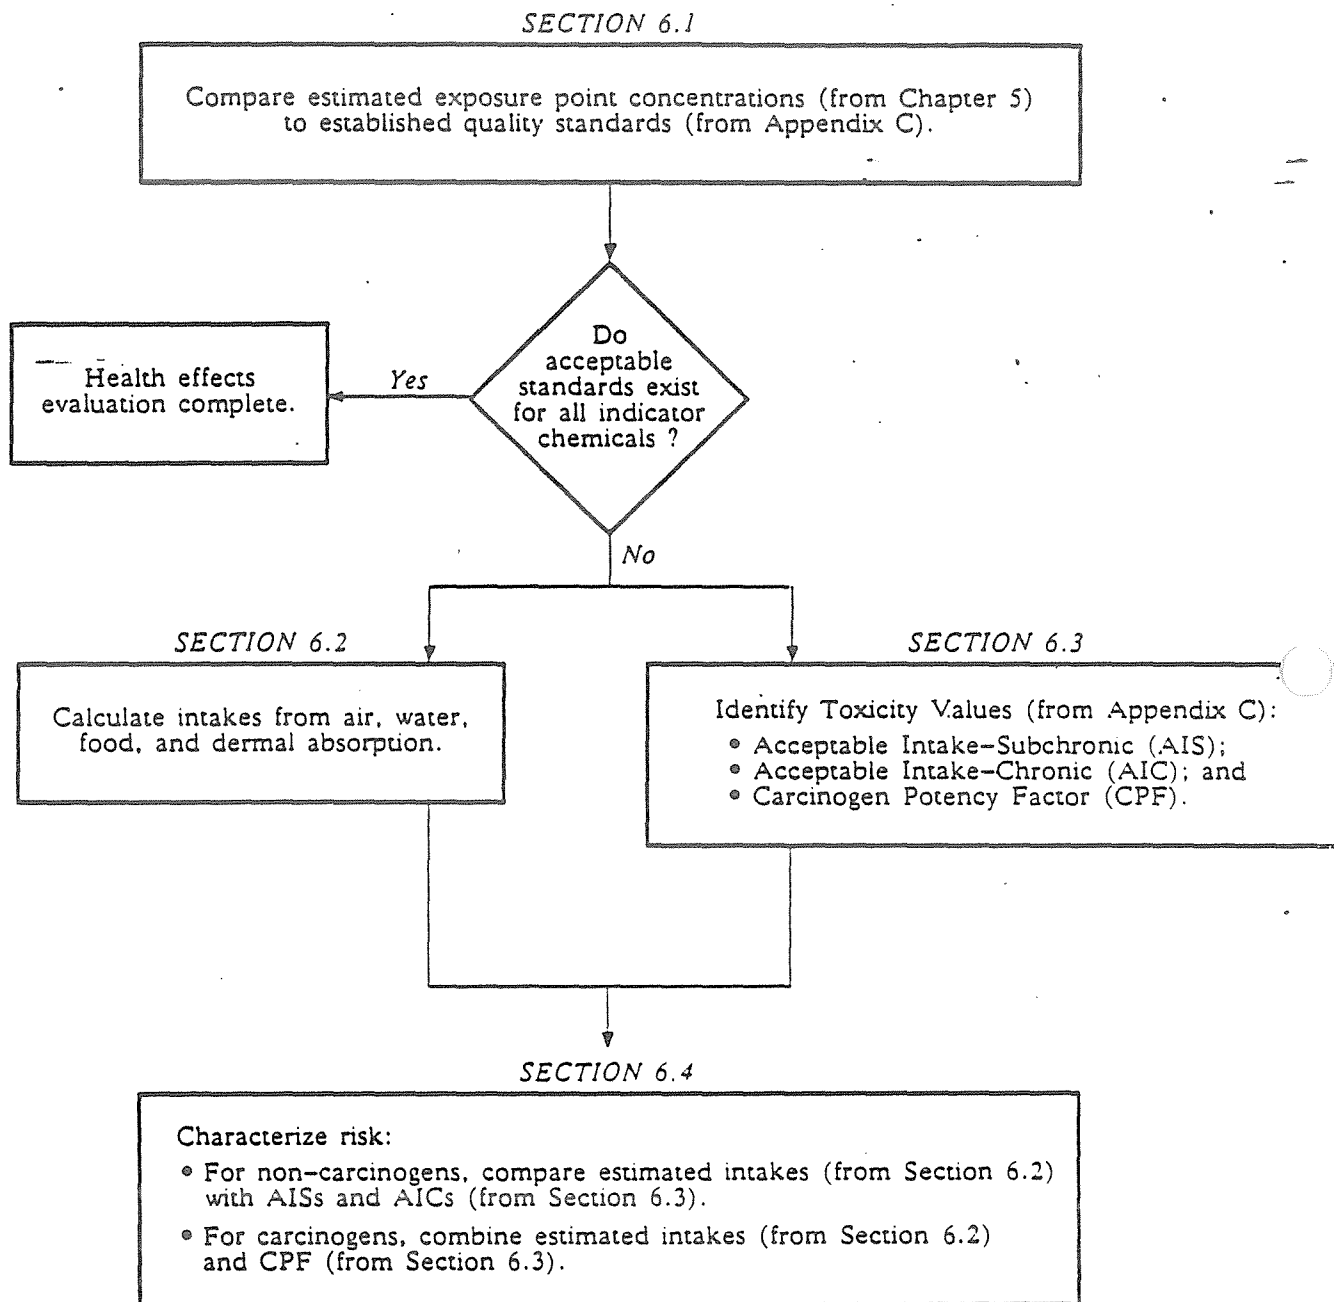 SECTION 6.1
Compare estimated exposure point concentrations (from Chapter 5)
to established quality standards (from Appendix C).
Do
acceptable
standards exist
for all indicator
chemicals ?
Yes
Health effects
evaluation complete.
No
SECTION 6.2
Calculate intakes from air, water,
food, and dermal absorption.
SECTION 6.3
Identify Toxicity Values (from Appendix C):
• Acceptable Intake-Subchronic (AIS);
• Acceptable Intake-Chronic (AIC); and
• Carcinogen Potency Factor (CPF).
SECTION 6.4
Characterize risk:
• For non-carcinogens, compare estimated intakes (from Section 6.2)
with AISs and AICs (from Section 6.3).
• For carcinogens, combine estimated intakes (from Section 6.2)
and CPF (from Section 6.3).